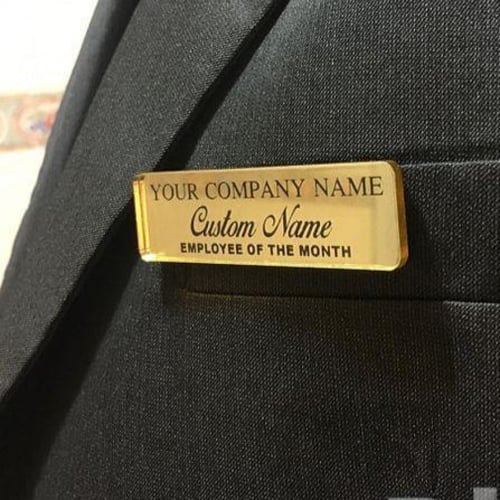 YOUR COMPANY NAME
Custom Name
EMPLOYEE OF THE MONTH